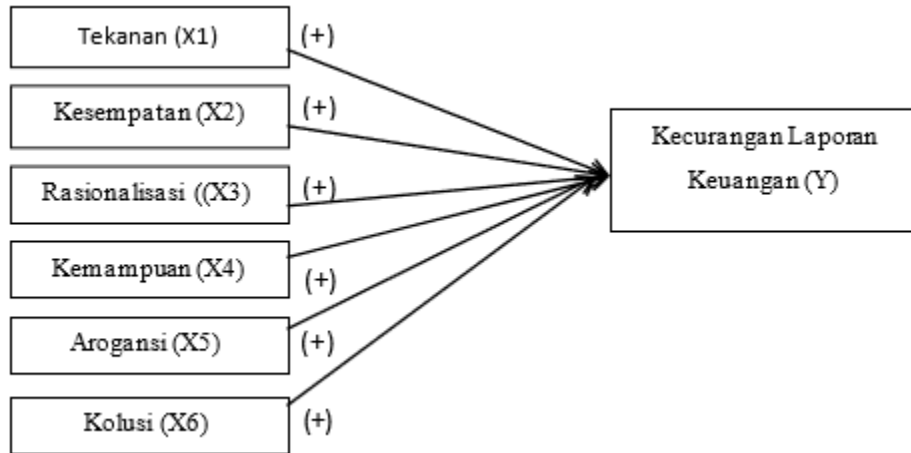 Tekanan (X1)
(+)
Kesempatan (X2)
(+)
Rasionalisasi ((X3)
(+)
Kemampuan (X4)
(+)
Arogansi (X5)
(+)
Kolusi (X6)
(+)
Kecurangan Laporan
Keuangan (Y)